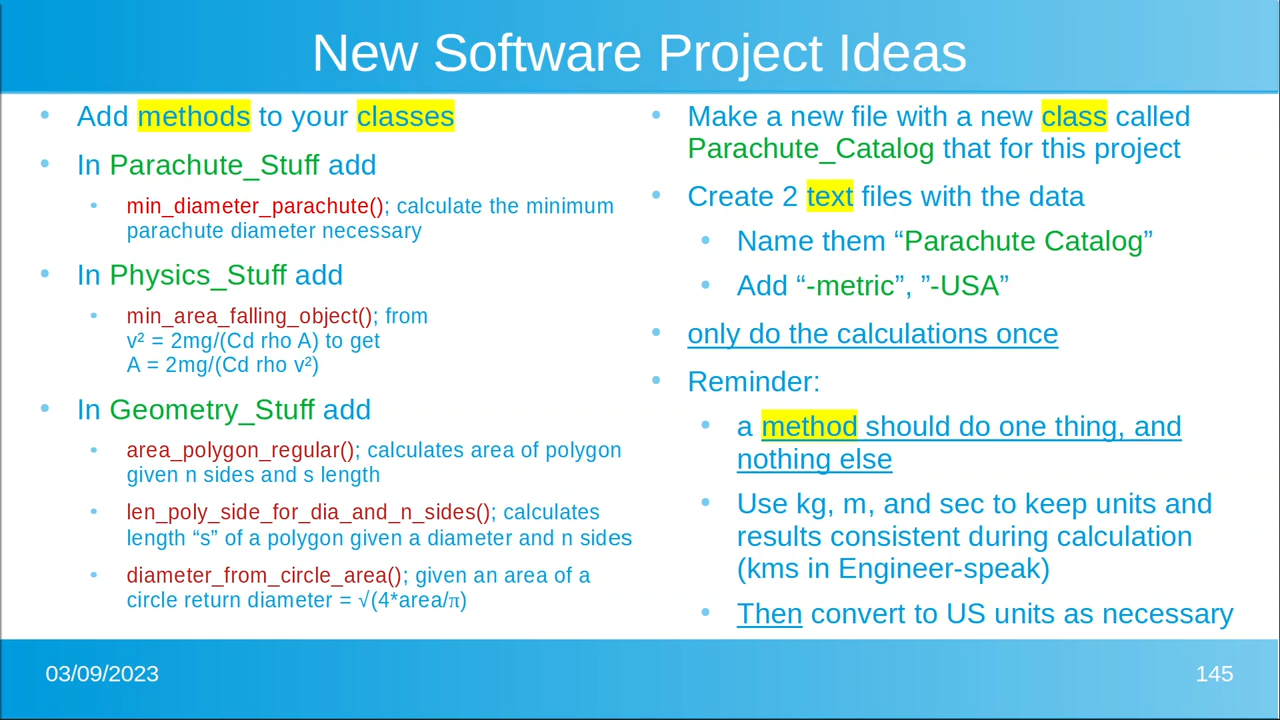 New Software Project Ideas
• Add methods to your classes
• In Parachute_Stuff add
• min_diameter_parachute(); calculate the minimum
parachute diameter necessary
• In Physics_Stuff add
• min_area_falling_object(); from
v² = 2mg/(Cd rho A) to get
A = 2mg/(Cd rho v²)
• In Geometry_Stuff add
• area_polygon_regular(); calculates area of polygon
given n sides and s length
• len_poly_side_for_dia_and_n_sides(); calculates
length “s” of a polygon given a diameter and n sides
• diameter_from_circle_area(); given an area of a
circle return diameter = √(4*area/π)
• Make a new file with a new class called
Parachute_Catalog that for this project
• Create 2 text files with the data
• Name them “Parachute Catalog”
• Add “-metric”, ”-USA”
• only do the calculations once
• Reminder:
• a method should do one thing, and
nothing else
• Use kg, m, and sec to keep units and
results consistent during calculation
(kms in Engineer-speak)
• Then convert to US units as necessary
03/09/2023
145